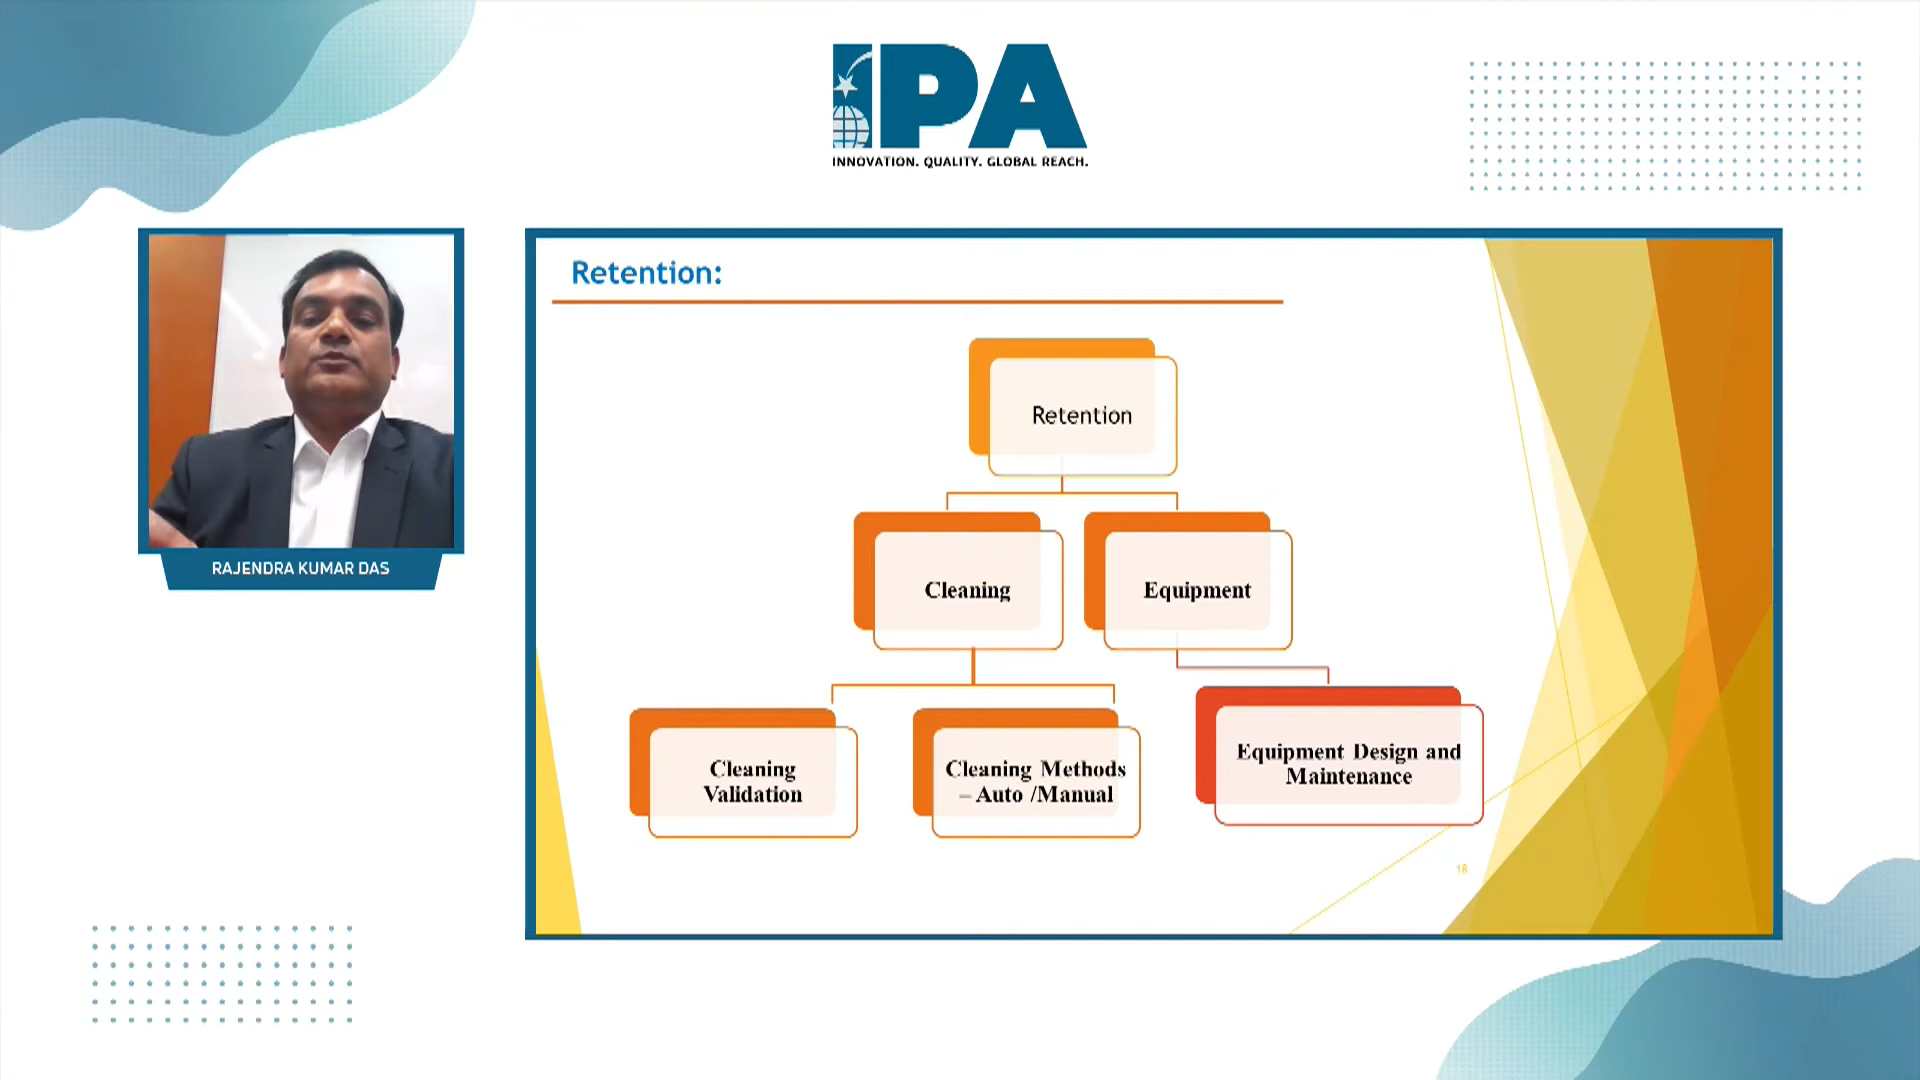 IPA
INNOVATION. QUALITY. GLOBAL REACH.
RAJENDRA KUMAR DAS
Retention:
Retention
Cleaning
Equipment
Cleaning
Validation
Cleaning Methods
– Auto /Manual
Equipment Design and
Maintenance
18